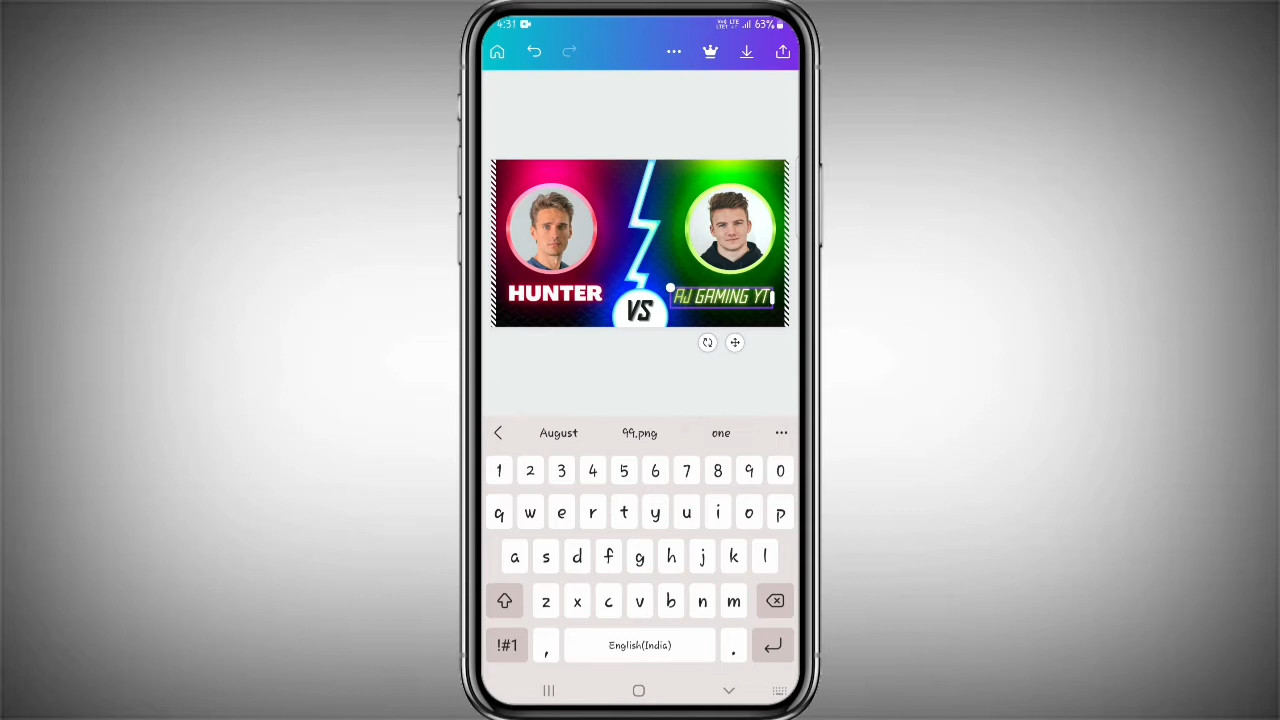 4:31 63%
HUNTER
VS
AJ GAMING YT
August 99.png one
1 2 3 4 5 6 7 8 9 0
q w e r t y u i o p
a s d f g h j k l
z x c v b n m
!#1 , English(India) .